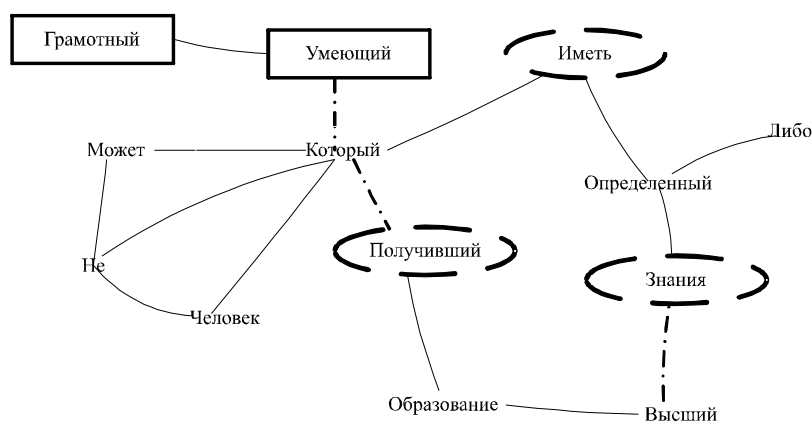 Грамотный
Умеющий
Иметь
Либо
Может
Который
Определенный
Получивший
Не
Знания
Человек
Образование
Высший